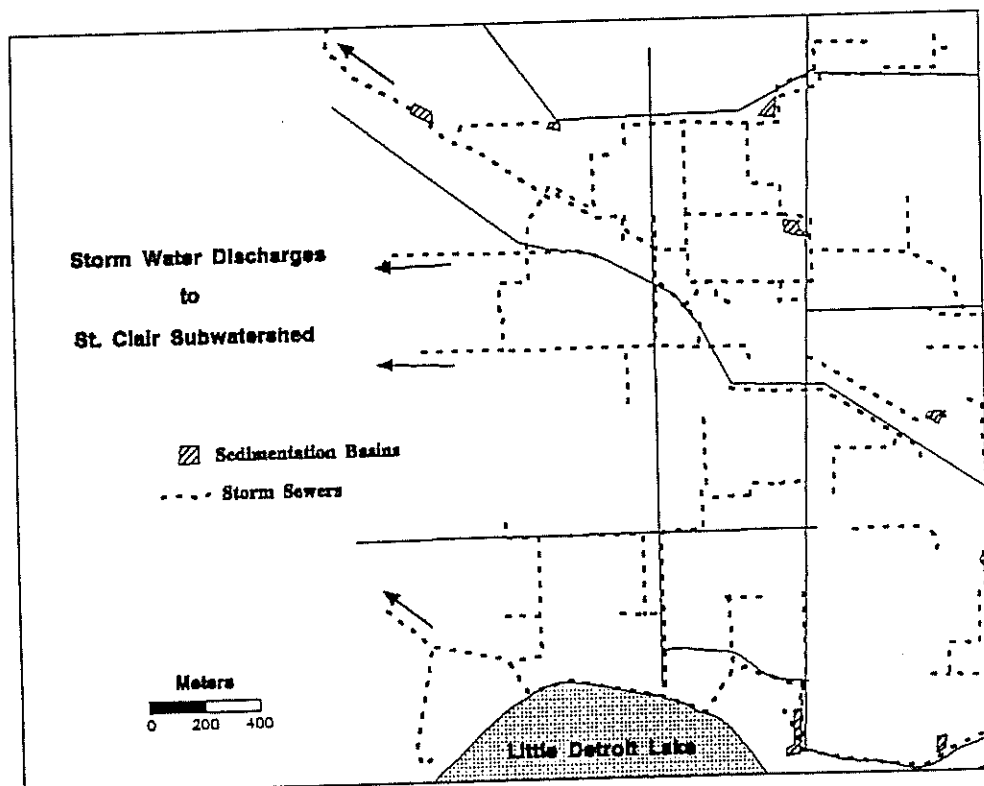 Storm Water Discharges
to
St. Clair Subwatershed
Sedimentation Basins
Storm Sewers
Meters
0 200 400
Little Detroit Lake